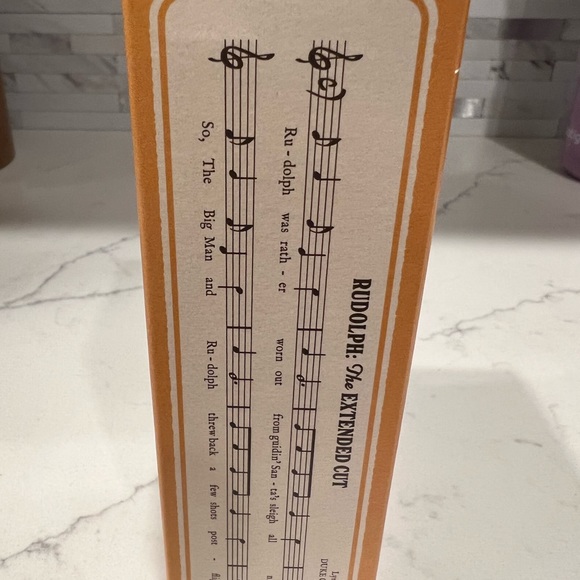 RUDOLPH: The EXTENDED CUT
DUKE
Ru - dolph was rath - er worn out from guidin' San - ta's sleigh all
So, The Big Man and Ru - dolph threw back a few shots post -